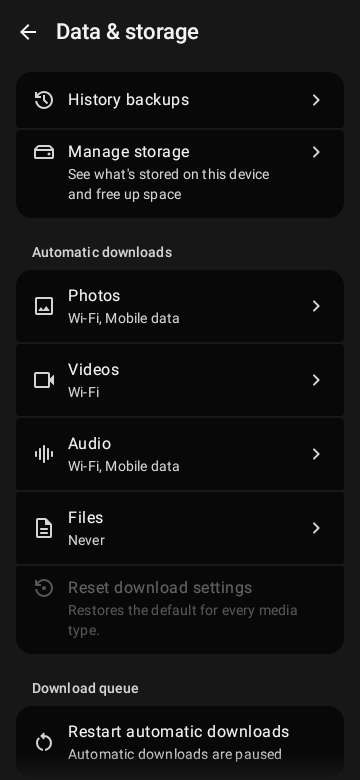 Data & storage
History backups
Manage storage
See what's stored on this device
and free up space
Automatic downloads
Photos
Wi-Fi, Mobile data
Videos
Wi-Fi
Audio
Wi-Fi, Mobile data
Files
Never
Reset download settings
Restores the default for every media
type.
Download queue
Restart automatic downloads
Automatic downloads are paused